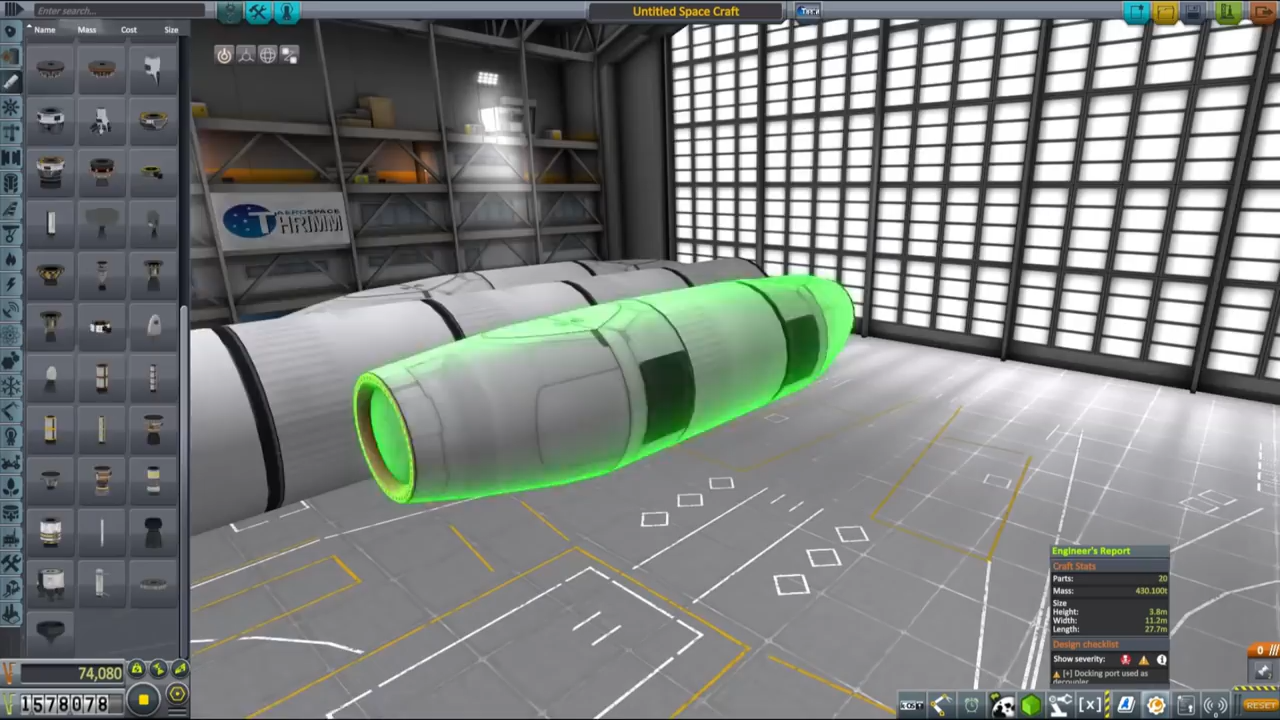 Enter search...
Untitled Space Craft
Name Mass Cost Size
AEROSPACE
THRIMM
Engineer's Report
Craft Stats
Parts: 20
Mass: 430.100t
Size
Height: 3.8m
Width: 11.2m
Length: 27.7m
Design checklist
Show severity:
[+] Docking port used as
decoupler
74,080
1578078
0
[x]
RESET